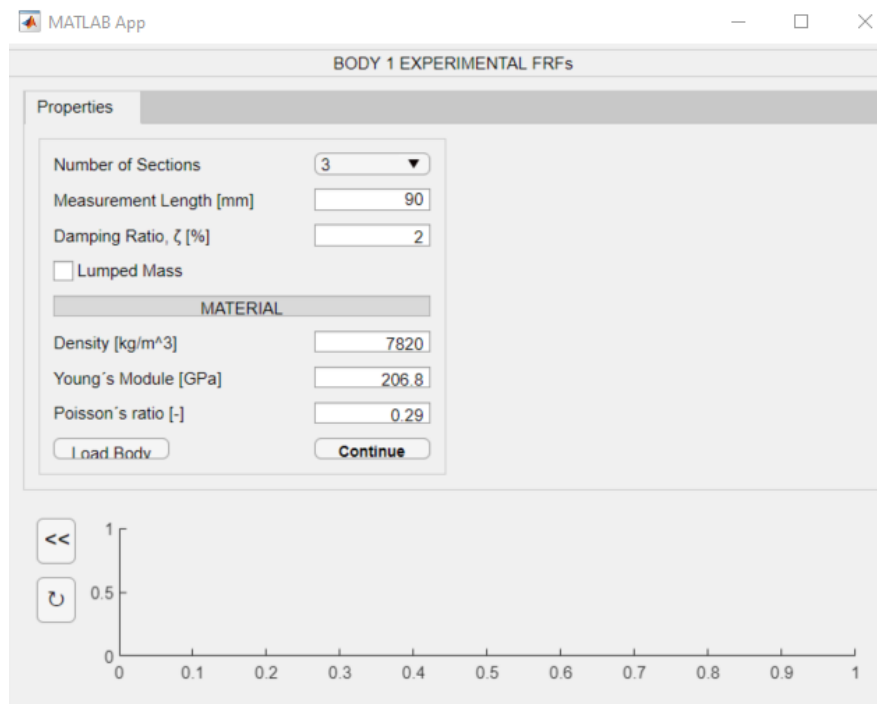 MATLAB App
BODY 1 EXPERIMENTAL FRFs
Properties
Number of Sections 3
Measurement Length [mm] 90
Damping Ratio, ζ [%] 2
Lumped Mass
MATERIAL
Density [kg/m^3] 7820
Young´s Module [GPa] 206.8
Poisson´s ratio [-] 0.29
Load Body Continue
<<
1
0.5
0
0 0.1 0.2 0.3 0.4 0.5 0.6 0.7 0.8 0.9 1